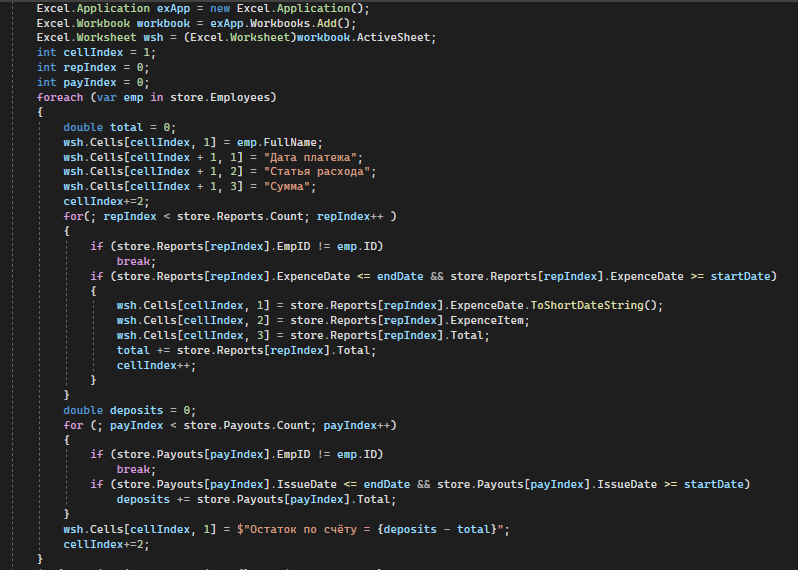 Excel.Application exApp = new Excel.Application();
Excel.Workbook workbook = exApp.Workbooks.Add();
Excel.Worksheet wsh = (Excel.Worksheet)workbook.ActiveSheet;
int cellIndex = 1;
int repIndex = 0;
int payIndex = 0;
foreach (var emp in store.Employees)
{
double total = 0;
wsh.Cells[cellIndex, 1] = emp.FullName;
wsh.Cells[cellIndex + 1, 1] = "Дата платежа";
wsh.Cells[cellIndex + 1, 2] = "Статья расхода";
wsh.Cells[cellIndex + 1, 3] = "Сумма";
cellIndex+=2;
for(; repIndex < store.Reports.Count; repIndex++ )
{
if (store.Reports[repIndex].EmpID != emp.ID)
break;
if (store.Reports[repIndex].ExpenceDate <= endDate && store.Reports[repIndex].ExpenceDate >= startDate)
{
wsh.Cells[cellIndex, 1] = store.Reports[repIndex].ExpenceDate.ToShortDateString();
wsh.Cells[cellIndex, 2] = store.Reports[repIndex].ExpenceItem;
wsh.Cells[cellIndex, 3] = store.Reports[repIndex].Total;
total += store.Reports[repIndex].Total;
cellIndex++;
}
}
double deposits = 0;
for (; payIndex < store.Payouts.Count; payIndex++)
{
if (store.Payouts[payIndex].EmpID != emp.ID)
break;
if (store.Payouts[payIndex].IssueDate <= endDate && store.Payouts[payIndex].IssueDate >= startDate)
deposits += store.Payouts[payIndex].Total;
}
wsh.Cells[cellIndex, 1] = $"Остаток по счёту = {deposits - total}";
cellIndex+=2;
}